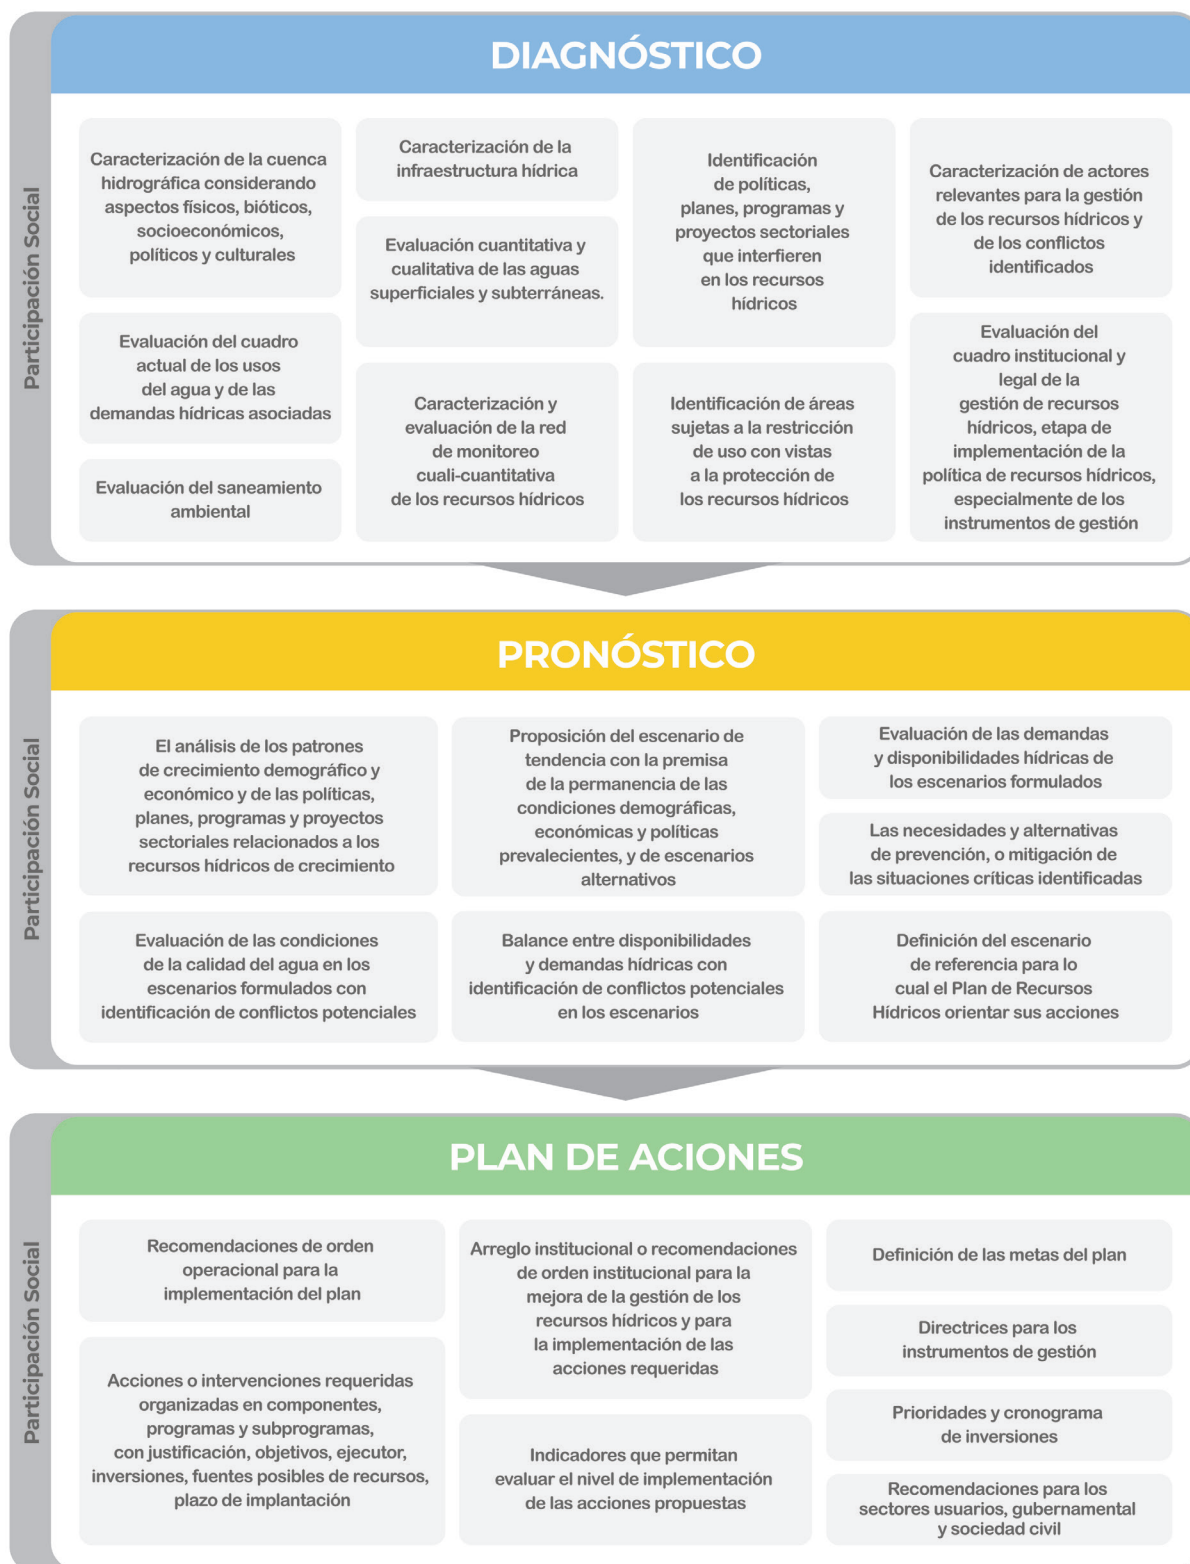 Participación Social
DIAGNÓSTICO
Caracterización de la cuenca
hidrográfica considerando
aspectos físicos, bióticos,
socioeconómicos,
políticos y culturales
Evaluación del cuadro
actual de los usos
del agua y de las
demandas hídricas asociadas
Evaluación del saneamiento
ambiental
Caracterización de la
infraestructura hídrica
Evaluación cuantitativa y
cualitativa de las aguas
superficiales y subterráneas.
Caracterización y
evaluación de la red
de monitoreo
cuali-cuantitativa
de los recursos hídricos
Identificación
de políticas,
planes, programas y
proyectos sectoriales
que interfieren
en los recursos
hídricos
Identificación de áreas
sujetas a la restricción
de uso con vistas
a la protección de
los recursos hídricos
Caracterización de actores
relevantes para la gestión
de los recursos hídricos y
de los conflictos
identificados
Evaluación del
cuadro institucional y
legal de la
gestión de recursos
hídricos, etapa de
implementación de la
política de recursos hídricos,
especialmente de los
instrumentos de gestión
Participación Social
PRONÓSTICO
El análisis de los patrones
de crecimiento demográfico y
económico y de las políticas,
planes, programas y proyectos
sectoriales relacionados a los
recursos hídricos de crecimiento
Evaluación de las condiciones
de la calidad del agua en los
escenarios formulados con
identificación de conflictos potenciales
Proposición del escenario de
tendencia con la premisa
de la permanencia de las
condiciones demográficas,
económicas y políticas
prevalecientes, y de escenarios
alternativos
Balance entre disponibilidades
y demandas hídricas con
identificación de conflictos potenciales
en los escenarios
Evaluación de las demandas
y disponibilidades hídricas de
los escenarios formulados
Las necesidades y alternativas
de prevención, o mitigación de
las situaciones críticas identificadas
Definición del escenario
de referencia para lo
cual el Plan de Recursos
Hídricos orientar sus acciones
Participación Social
PLAN DE ACIONES
Recomendaciones de orden
operacional para la
implementación del plan
Acciones o intervenciones requeridas
organizadas en componentes,
programas y subprogramas,
con justificación, objetivos, ejecutor,
inversiones, fuentes posibles de recursos,
plazo de implantación
Arreglo institucional o recomendaciones
de orden institucional para la
mejora de la gestión de los
recursos hídricos y para
la implementación de las
acciones requeridas
Indicadores que permitan
evaluar el nivel de implementación
de las acciones propuestas
Definición de las metas del plan
Directrices para los
instrumentos de gestión
Prioridades y cronograma
de inversiones
Recomendaciones para los
sectores usuarios, gubernamental
y sociedad civil